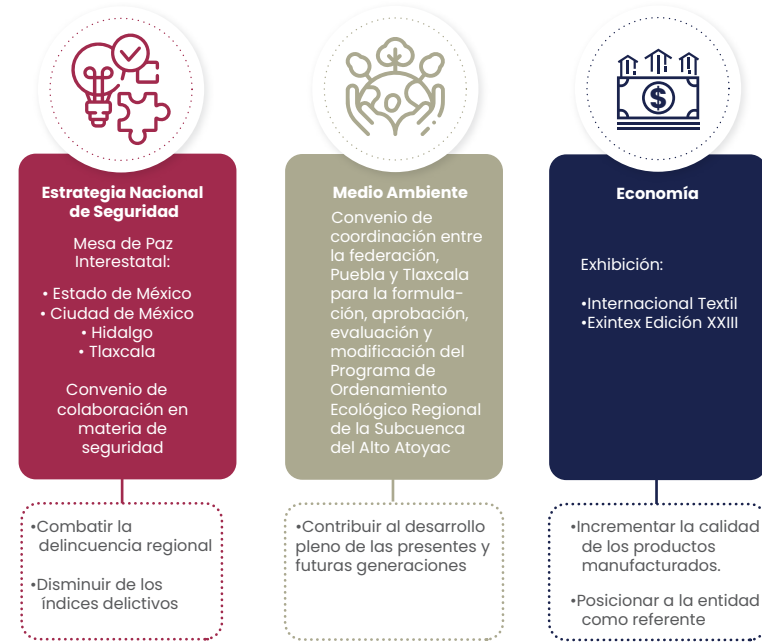 Estrategia Nacional
de Seguridad
Mesa de Paz
Interestatal:
• Estado de México
• Ciudad de México
• Hidalgo
• Tlaxcala
Convenio de
colaboración en
materia de
seguridad
•Combatir la
delincuencia regional
•Disminuir de los
índices delictivos
Medio Ambiente
Convenio de
coordinación entre
la federación,
Puebla y Tlaxcala
para la formula-
ción, aprobación,
evaluación y
modificación del
Programa de
Ordenamiento
Ecológico Regional
de la Subcuenca
del Alto Atoyac
•Contribuir al desarrollo
pleno de las presentes y
futuras generaciones
$
Economía
Exhibición:
•Internacional Textil
•Exintex Edición XXIII
•Incrementar la calidad
de los productos
manufacturados.
•Posicionar a la entidad
como referente